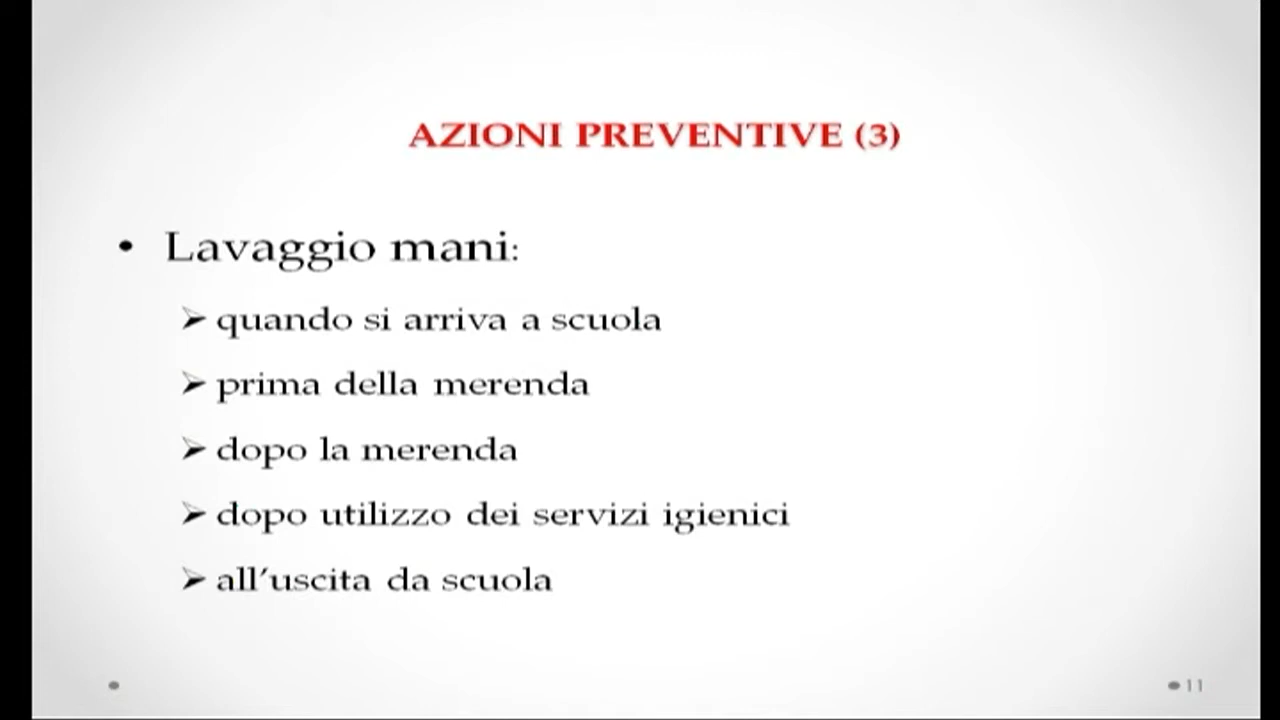 AZIONI PREVENTIVE (3)
• Lavaggio mani:
➢ quando si arriva a scuola
➢ prima della merenda
➢ dopo la merenda
➢ dopo utilizzo dei servizi igienici
➢ all’uscita da scuola
11